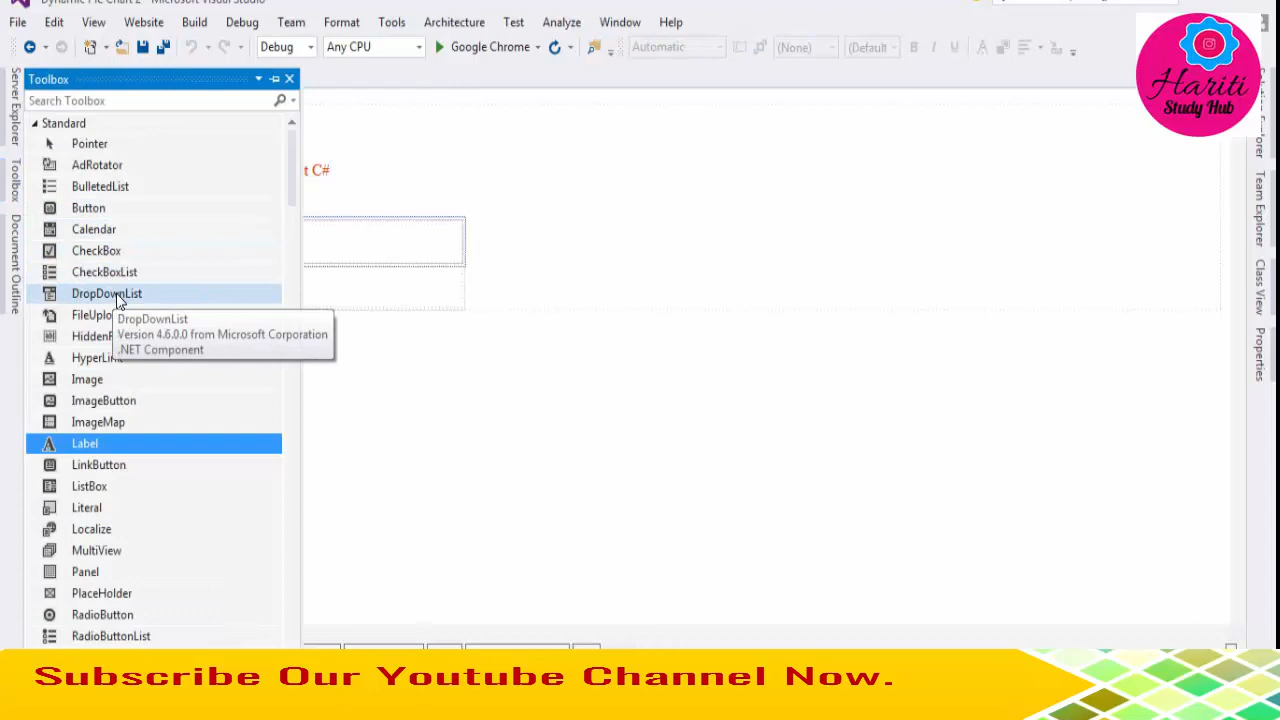 Dynamic Pie Chart 2 - Microsoft Visual Studio
File Edit View Website Build Debug Team Format Tools Architecture Test Analyze Window Help
Debug Any CPU Google Chrome Automatic (None) (Default B I U A
Toolbox
Search Toolbox
Standard
Pointer
AdRotator
BulletedList
Button
Calendar
CheckBox
CheckBoxList
DropDownList
FileUplo
HiddenF
HyperLin
Image
ImageButton
ImageMap
Label
LinkButton
ListBox
Literal
Localize
MultiView
Panel
PlaceHolder
RadioButton
RadioButtonList
DropDownList
Version 4.6.0.0 from Microsoft Corporation
.NET Component
t C#
Server Explorer
Toolbox
Document Outline
Hariti
Study Hub
Explorer
Team Explorer
Class View
Properties
Subscribe Our Youtube Channel Now.